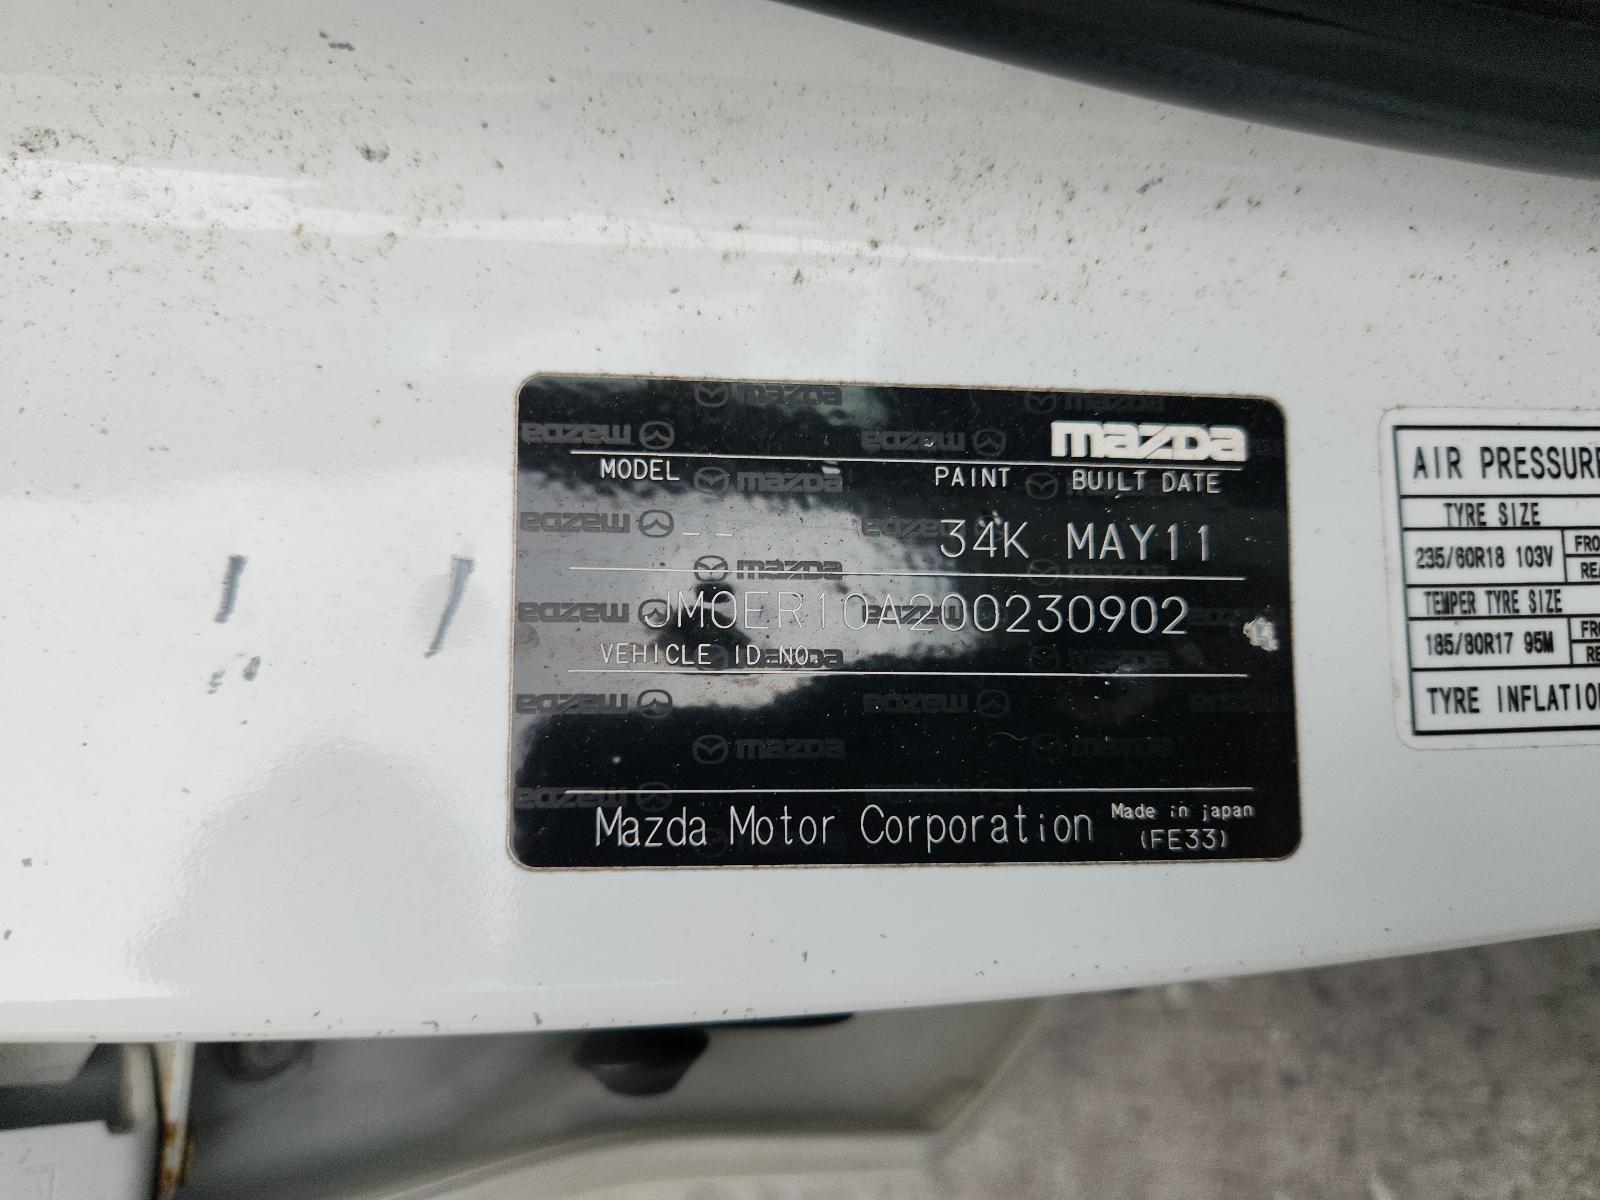 mazda
MODEL PAINT BUILT DATE
-- 34K MAY11
JM0ER10A200230902
VEHICLE ID.NO.
Mazda Motor Corporation Made in japan
(FE33)
AIR PRESSURE
TYRE SIZE
235/60R18 103V
TEMPER TYRE SIZE
185/80R17 95M
TYRE INFLATIO